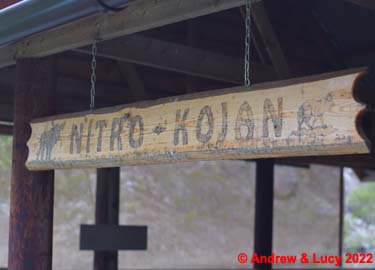 NITRO - KOJAN
© Andrew & Lucy 2022